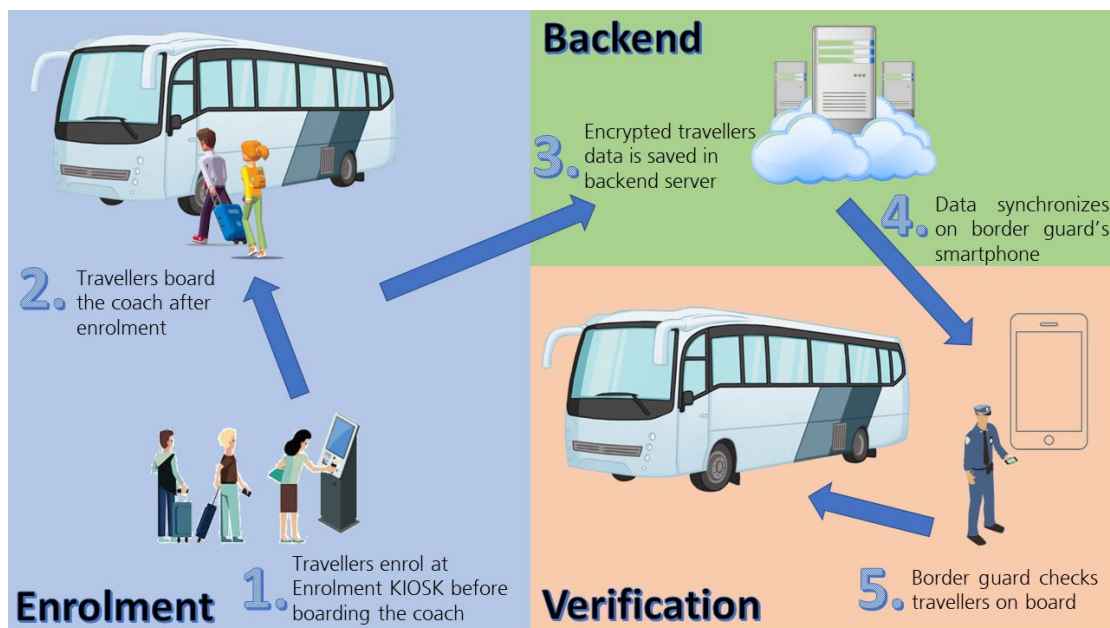 Enrolment
1. Travellers enrol at
Enrolment KIOSK before
boarding the coach
2. Travellers board
the coach after
enrolment
Backend
3. Encrypted travellers
data is saved in
backend server
4. Data synchronizes
on border guard's
smartphone
Verification
5. Border guard checks
travellers on board